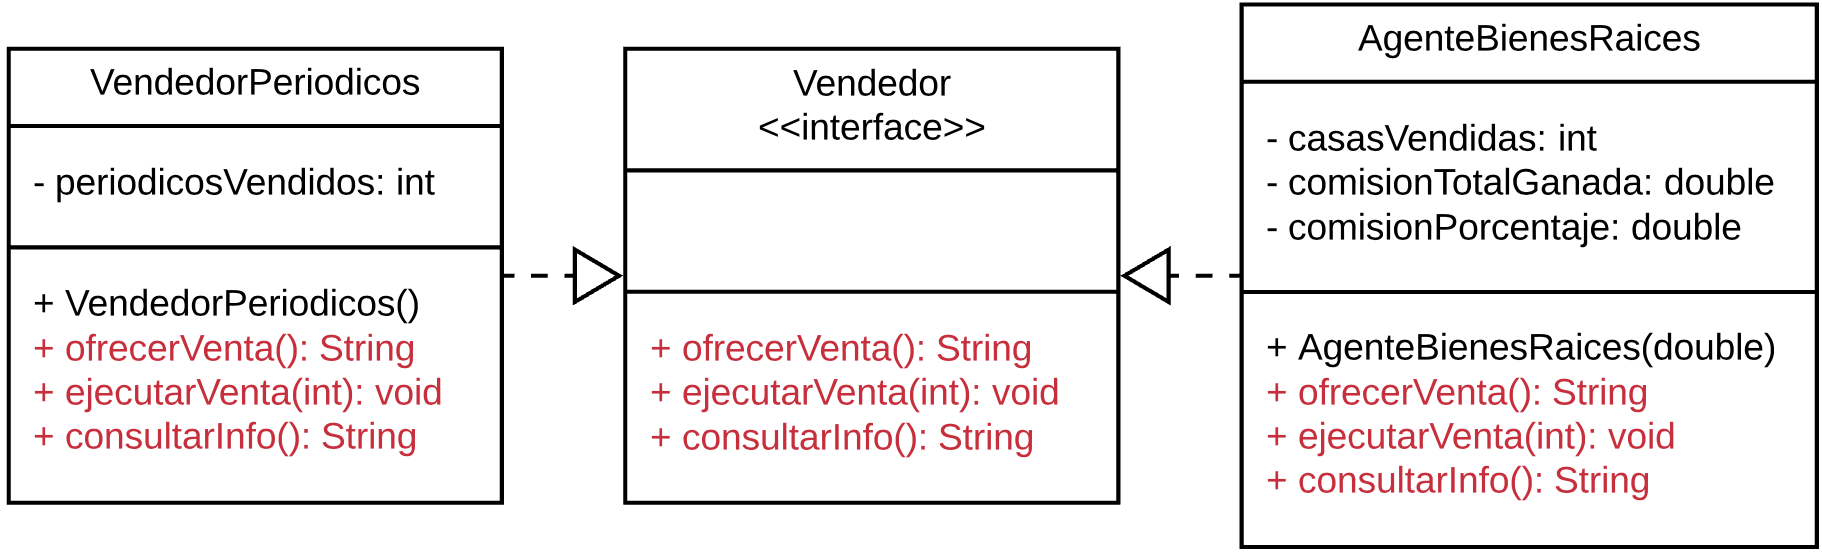 VendedorPeriodicos
- periodicosVendidos: int
+ VendedorPeriodicos()
+ ofrecerVenta(): String
+ ejecutarVenta(int): void
+ consultarInfo(): String
Vendedor
<<interface>>
+ ofrecerVenta(): String
+ ejecutarVenta(int): void
+ consultarInfo(): String
AgenteBienesRaices
- casasVendidas: int
- comisionTotalGanada: double
- comisionPorcentaje: double
+ AgenteBienesRaices(double)
+ ofrecerVenta(): String
+ ejecutarVenta(int): void
+ consultarInfo(): String